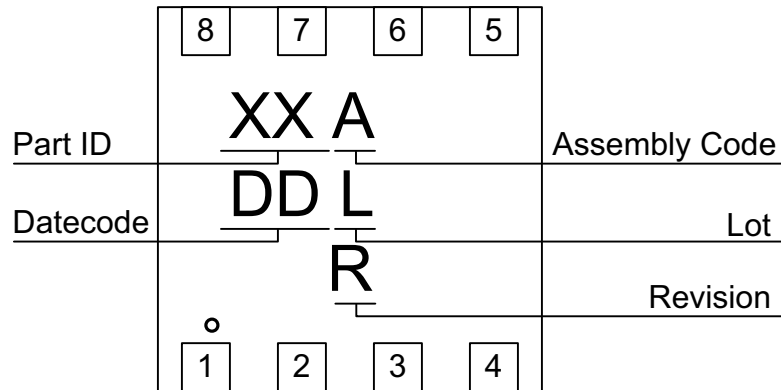 8 7 6 5
XX A
Part ID
Assembly Code
DD L
Datecode
Lot
R
Revision
1 2 3 4